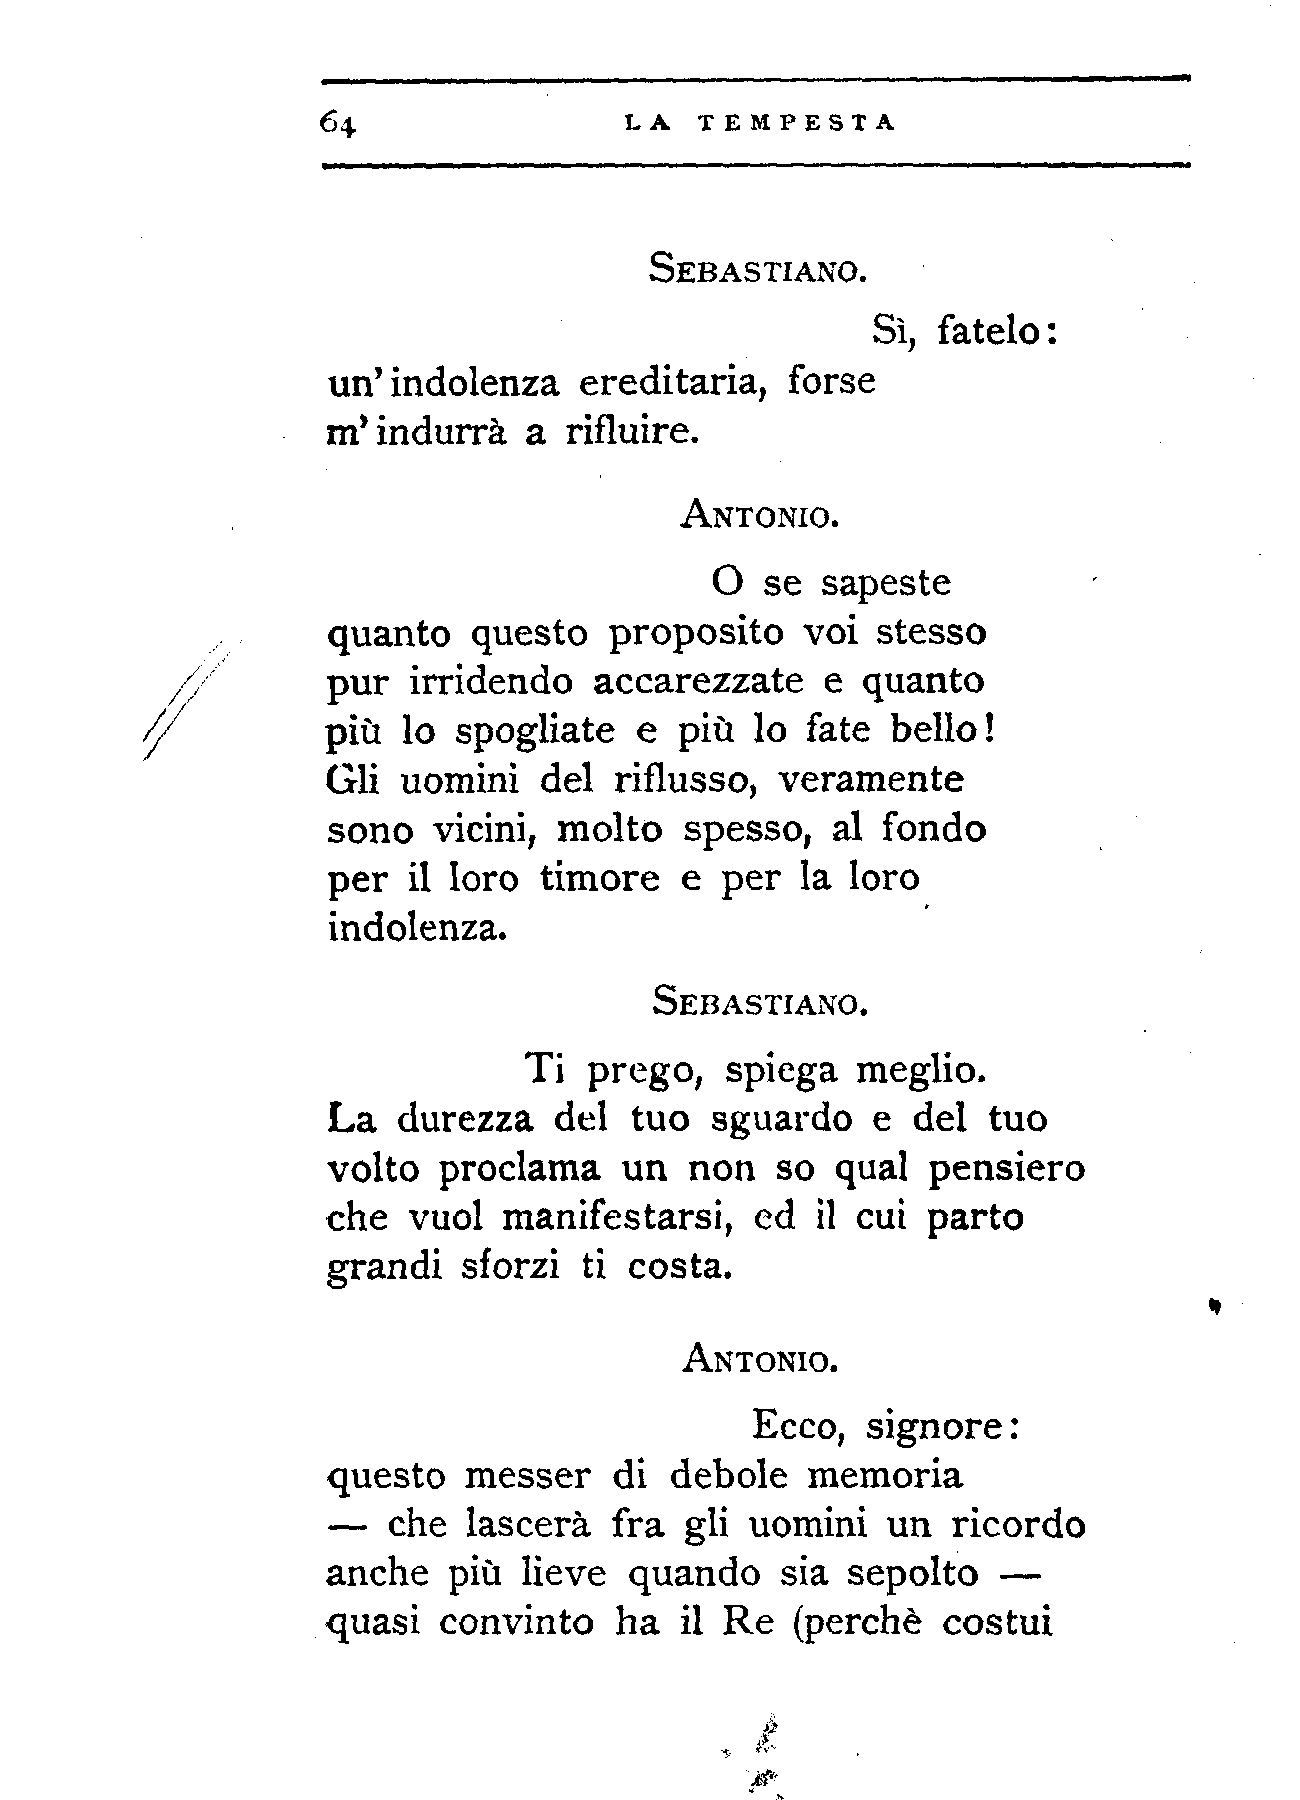 64 LA TEMPESTA
SEBASTIANO.
Sì, fatelo:
un' indolenza ereditaria, forse
m' indurrà a rifluire.
ANTONIO.
O se sapeste
quanto questo proposito voi stesso
pur irridendo accarezzate e quanto
più lo spogliate e più lo fate bello!
Gli uomini del riflusso, veramente
sono vicini, molto spesso, al fondo
per il loro timore e per la loro
indolenza.
SEBASTIANO.
Ti prego, spiega meglio.
La durezza del tuo sguardo e del tuo
volto proclama un non so qual pensiero
che vuol manifestarsi, ed il cui parto
grandi sforzi ti costa.
ANTONIO.
Ecco, signore:
questo messer di debole memoria
— che lascerà fra gli uomini un ricordo
anche più lieve quando sia sepolto —
quasi convinto ha il Re (perchè costui